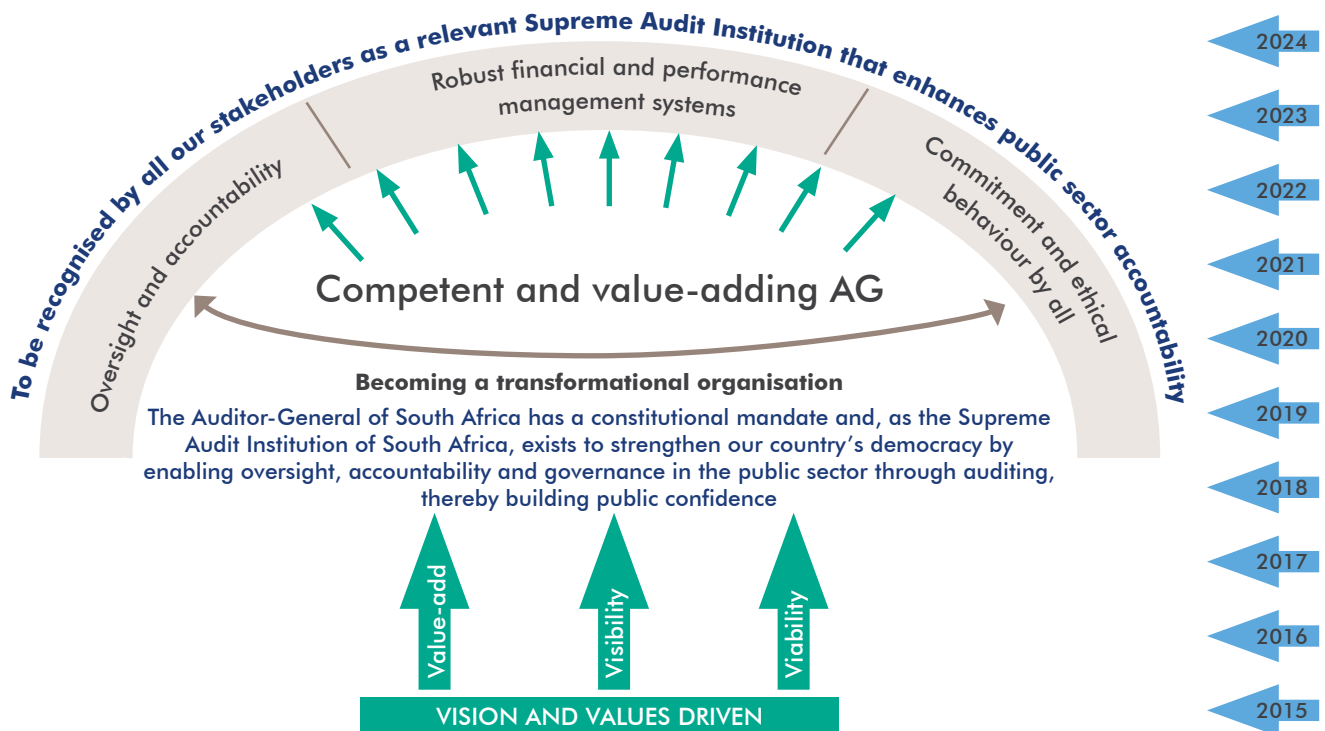 To be recognised by all our stakeholders as a relevant Supreme Audit Institution that enhances public sector accountability
Oversight and accountability
Robust financial and performance
management systems
Commitment and ethical
behaviour by all
Competent and value-adding AG
Becoming a transformational organisation
The Auditor-General of South Africa has a constitutional mandate and, as the Supreme
Audit Institution of South Africa, exists to strengthen our country’s democracy by
enabling oversight, accountability and governance in the public sector through auditing,
thereby building public confidence
Value-add
Visibility
Viability
VISION AND VALUES DRIVEN
2024
2023
2022
2021
2020
2019
2018
2017
2016
2015